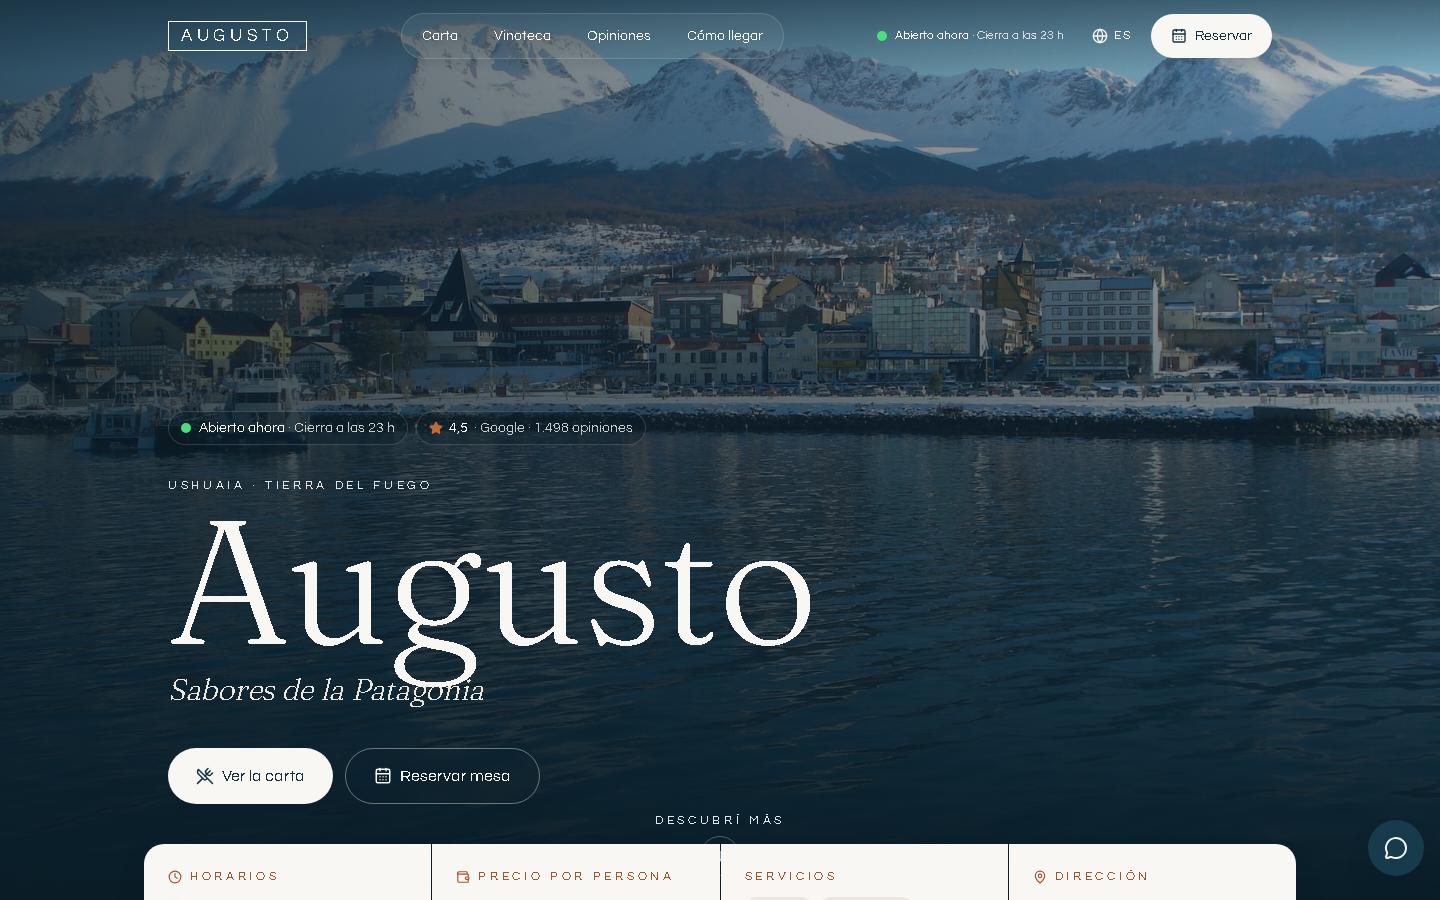 AUGUSTO
Carta Vinoteca Opiniones Cómo llegar
Abierto ahora · Cierra a las 23 h
ES
Reservar
Abierto ahora · Cierra a las 23 h
4,5 · Google · 1.498 opiniones
USHUAIA · TIERRA DEL FUEGO
Augusto
Sabores de la Patagonia
Ver la carta
Reservar mesa
DESCUBRÍ MÁS
HORARIOS
PRECIO POR PERSONA
SERVICIOS
DIRECCIÓN